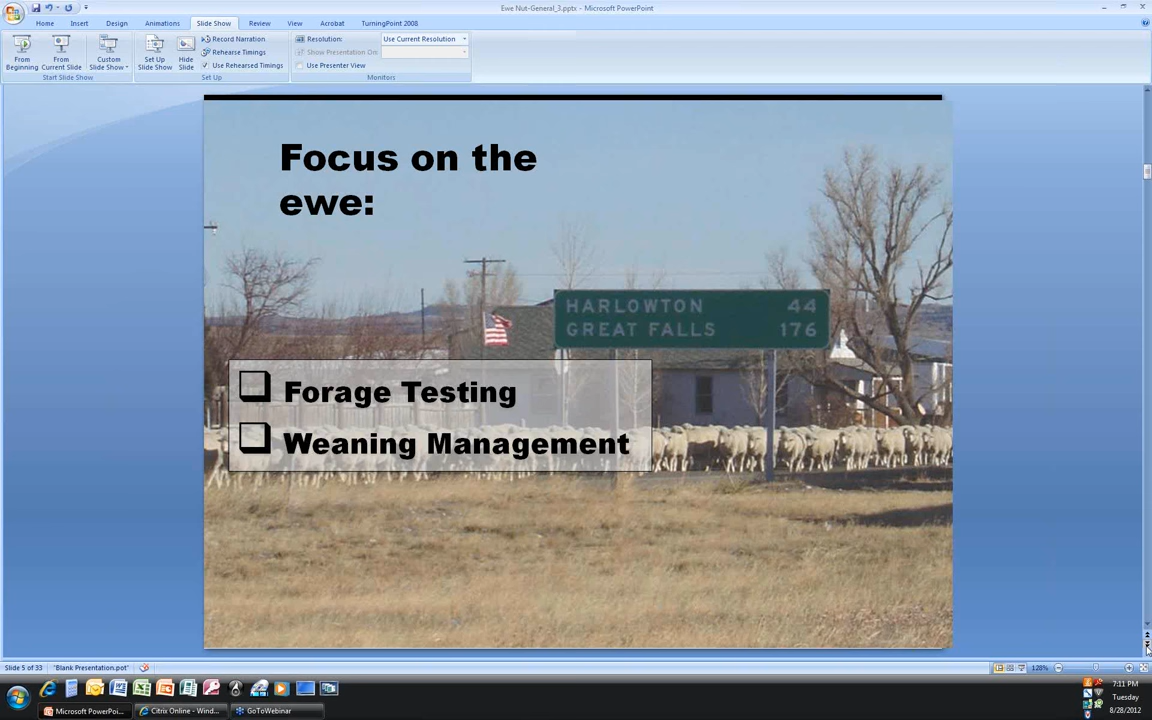 Ewe Nut-General_3.pptx - Microsoft PowerPoint
Home Insert Design Animations Slide Show Review View Acrobat TurningPoint 2008
From Beginning
From Current Slide
Custom Slide Show
Start Slide Show
Set Up Slide Show
Hide Slide
Record Narration
Rehearse Timings
Use Rehearsed Timings
Set Up
Resolution: Use Current Resolution
Show Presentation On:
Use Presenter View
Monitors
Focus on the
ewe:
HARLOWTON 44
GREAT FALLS 176
Forage Testing
Weaning Management
Slide 5 of 33 "Blank Presentation.pot" 128%
Microsoft PowerPoi... Citrix Online - Wind... GoToWebinar
7:11 PM
Tuesday
8/28/2012